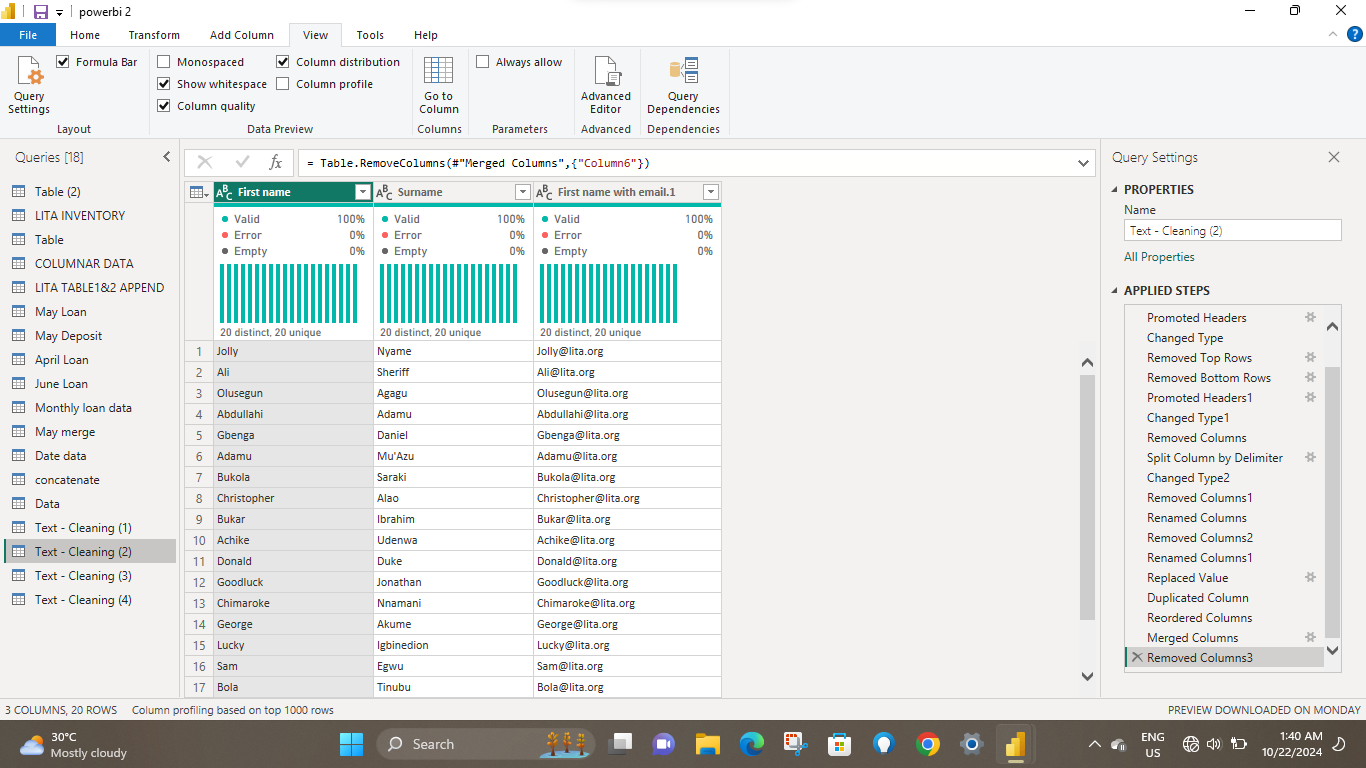 powerbi 2
File Home Transform Add Column View Tools Help
Query Settings
Formula Bar
Layout
Monospaced
Show whitespace
Column quality
Column distribution
Column profile
Data Preview
Go to Column
Columns
Always allow
Parameters
Advanced Editor
Advanced
Query Dependencies
Dependencies
Queries [18]
Table (2)
LITA INVENTORY
Table
COLUMNAR DATA
LITA TABLE1&2 APPEND
May Loan
May Deposit
April Loan
June Loan
Monthly loan data
May merge
Date data
concatenate
Data
Text - Cleaning (1)
Text - Cleaning (2)
Text - Cleaning (3)
Text - Cleaning (4)
fx = Table.RemoveColumns(#"Merged Columns",{"Column6"})
ABC First name ABC Surname ABC First name with email.1
Valid 100% Valid 100% Valid 100%
Error 0% Error 0% Error 0%
Empty 0% Empty 0% Empty 0%
20 distinct, 20 unique 20 distinct, 20 unique 20 distinct, 20 unique
1 Jolly Nyame Jolly@lita.org
2 Ali Sheriff Ali@lita.org
3 Olusegun Agagu Olusegun@lita.org
4 Abdullahi Adamu Abdullahi@lita.org
5 Gbenga Daniel Gbenga@lita.org
6 Adamu Mu'Azu Adamu@lita.org
7 Bukola Saraki Bukola@lita.org
8 Christopher Alao Christopher@lita.org
9 Bukar Ibrahim Bukar@lita.org
10 Achike Udenwa Achike@lita.org
11 Donald Duke Donald@lita.org
12 Goodluck Jonathan Goodluck@lita.org
13 Chimaroke Nnamani Chimaroke@lita.org
14 George Akume George@lita.org
15 Lucky Igbinedion Lucky@lita.org
16 Sam Egwu Sam@lita.org
17 Bola Tinubu Bola@lita.org
Query Settings
PROPERTIES
Name
Text - Cleaning (2)
All Properties
APPLIED STEPS
Promoted Headers
Changed Type
Removed Top Rows
Removed Bottom Rows
Promoted Headers1
Changed Type1
Removed Columns
Split Column by Delimiter
Changed Type2
Removed Columns1
Renamed Columns
Removed Columns2
Renamed Columns1
Replaced Value
Duplicated Column
Reordered Columns
Merged Columns
Removed Columns3
3 COLUMNS, 20 ROWS Column profiling based on top 1000 rows PREVIEW DOWNLOADED ON MONDAY
30°C
Mostly cloudy
Search
ENG
US
1:40 AM
10/22/2024